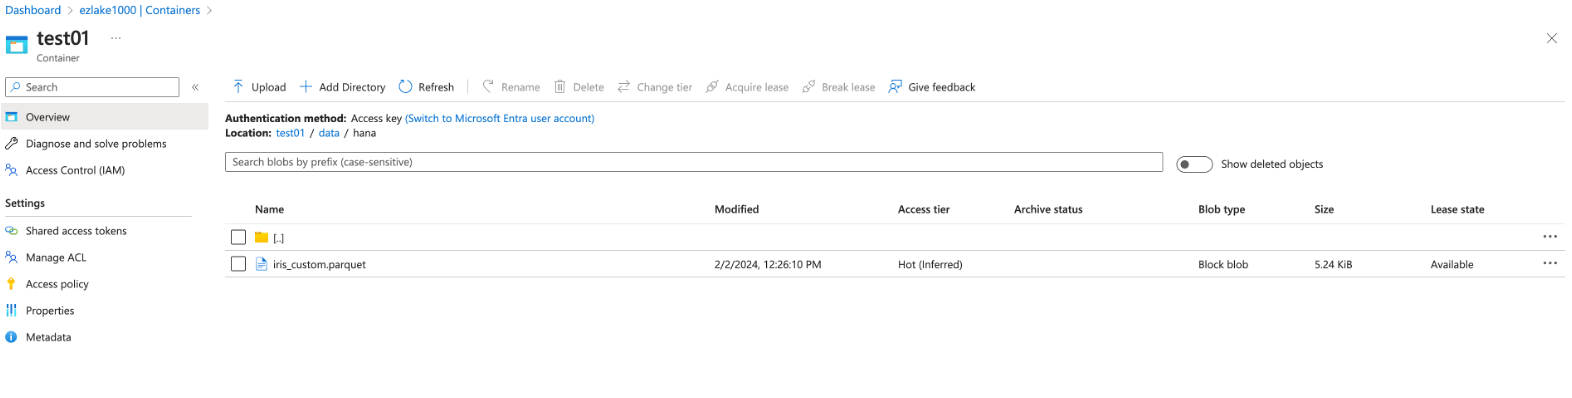 Dashboard > ezlake1000 | Containers >
test01 ...
Container
Search «
Overview
Diagnose and solve problems
Access Control (IAM)
Settings
Shared access tokens
Manage ACL
Access policy
Properties
Metadata
Upload Add Directory Refresh Rename Delete Change tier Acquire lease Break lease Give feedback
Authentication method: Access key (Switch to Microsoft Entra user account)
Location: test01 / data / hana
Search blobs by prefix (case-sensitive) Show deleted objects
Name Modified Access tier Archive status Blob type Size Lease state
[..] ...
iris_custom.parquet 2/2/2024, 12:26:10 PM Hot (Inferred) Block blob 5.24 KiB Available ...